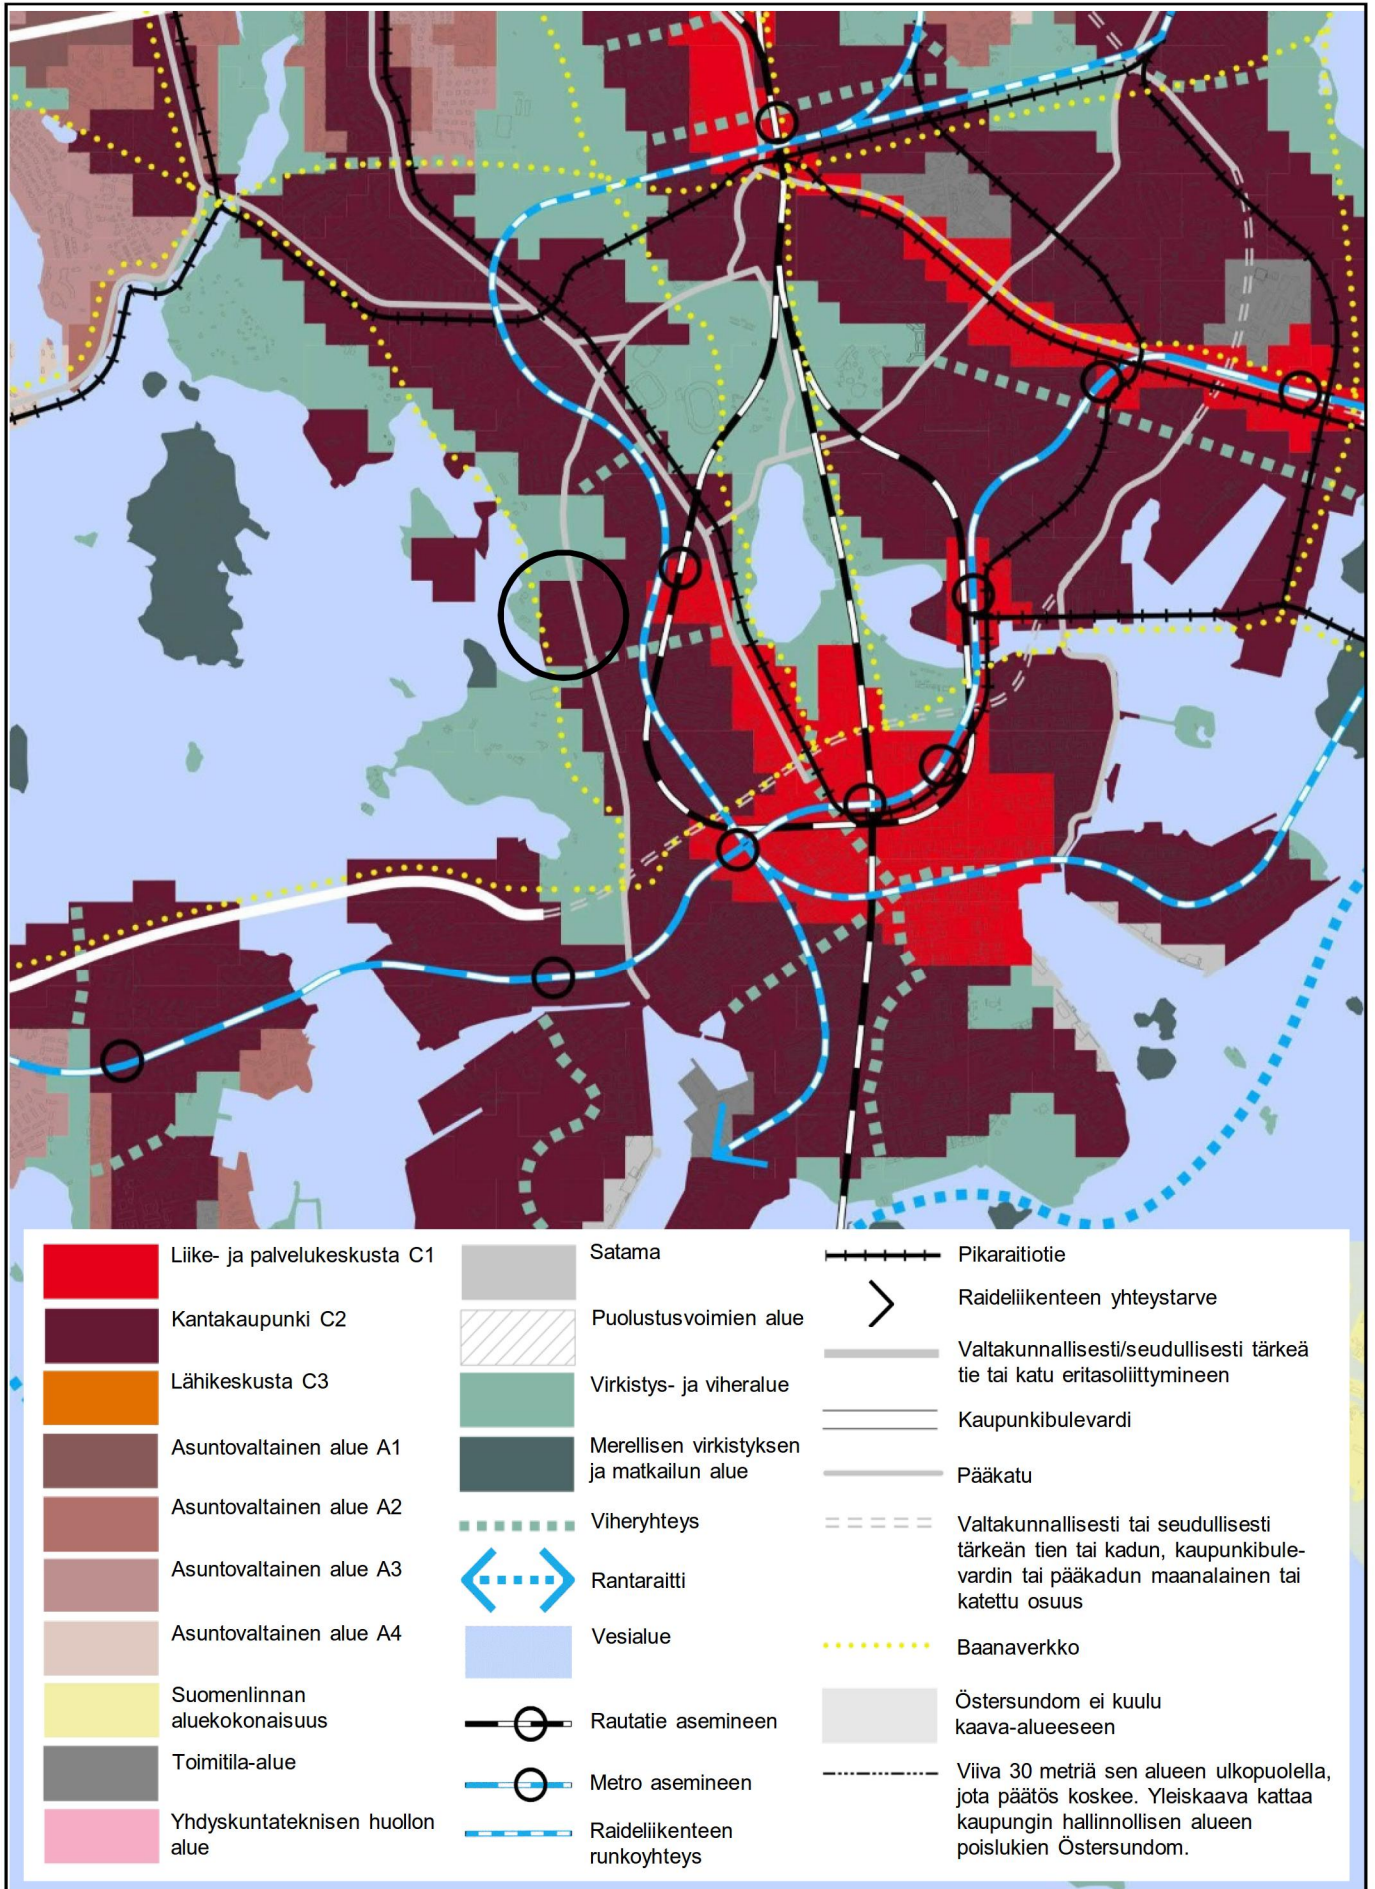 Liike- ja palvelukeskusta C1
Kantakaupunki C2
Lähikeskusta C3
Asuntovaltainen alue A1
Asuntovaltainen alue A2
Asuntovaltainen alue A3
Asuntovaltainen alue A4
Suomenlinnan
aluekokonaisuus
Toimitila-alue
Yhdyskuntateknisen huollon
alue
Satama
Puolustusvoimien alue
Virkistys- ja viheralue
Merellisen virkistyksen
ja matkailun alue
Viheryhteys
Rantaraitti
Vesialue
Rautatie asemineen
Metro asemineen
Raideliikenteen
runkoyhteys
Pikaraitiotie
Raideliikenteen yhteystarve
Valtakunnallisesti/seudullisesti tärkeä
tie tai katu eritasoliittymineen
Kaupunkibulevardi
Pääkatu
Valtakunnallisesti tai seudullisesti
tärkeän tien tai kadun, kaupunkibule-
vardin tai pääkadun maanalainen tai
katettu osuus
Baanaverkko
Östersundom ei kuulu
kaava-alueeseen
Viiva 30 metriä sen alueen ulkopuolella,
jota päätös koskee. Yleiskaava kattaa
kaupungin hallinnollisen alueen
poislukien Östersundom.